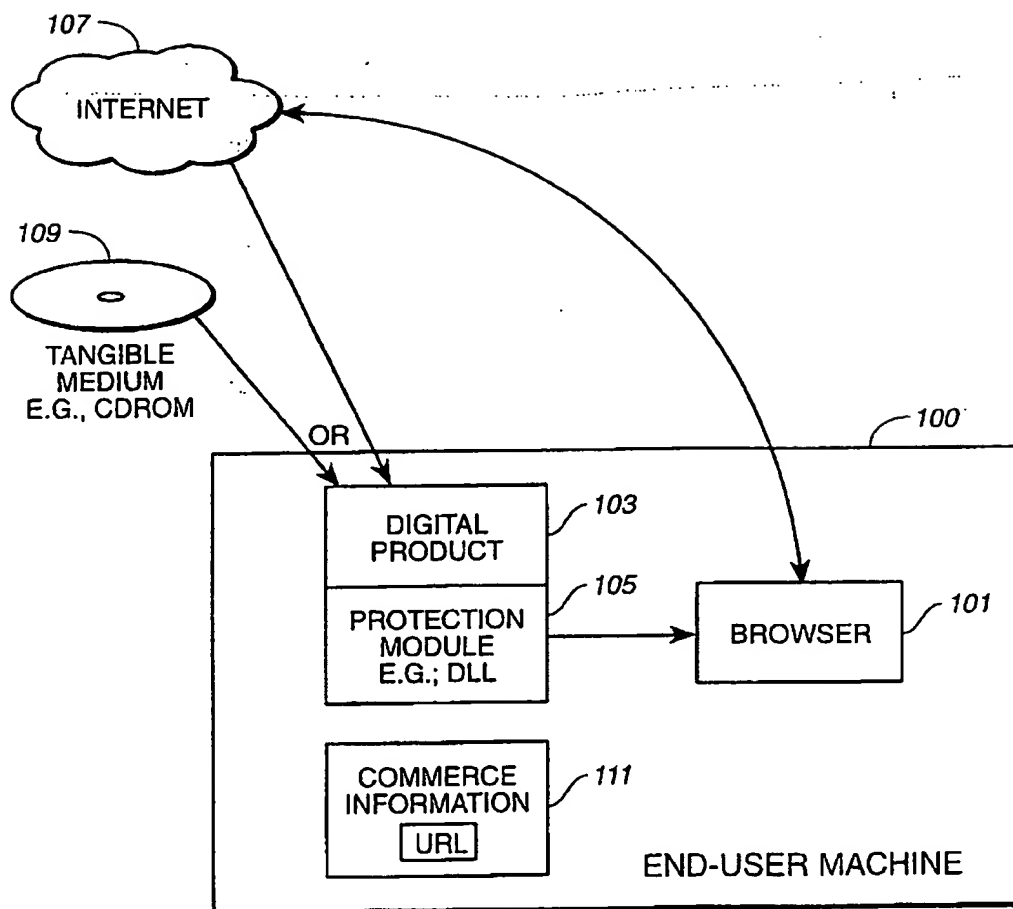 107
INTERNET
109
TANGIBLE
MEDIUM
E.G., CDROM
OR
100
DIGITAL
PRODUCT
103
PROTECTION
MODULE
E.G.; DLL
105
BROWSER
101
COMMERCE
INFORMATION
URL
111
END-USER MACHINE